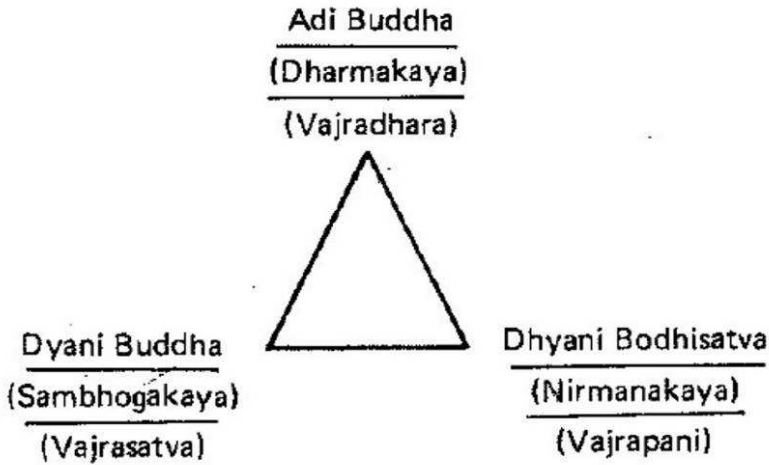 Adi Buddha
(Dharmakaya)
(Vajradhara)
Dyani Buddha
(Sambhogakaya)
(Vajrasatva)
Dhyani Bodhisatva
(Nirmanakaya)
(Vajrapani)